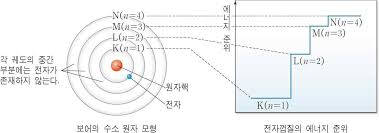 N(n=4)
M(n=3)
L(n=2)
K(n=1)
각 궤도의 중간
부분에는 전자가
존재하지 않는다.
원자핵
전자
보어의 수소 원자 모형
에너지 준위
N(n=4)
M(n=3)
L(n=2)
K(n=1)
전자껍질의 에너지 준위